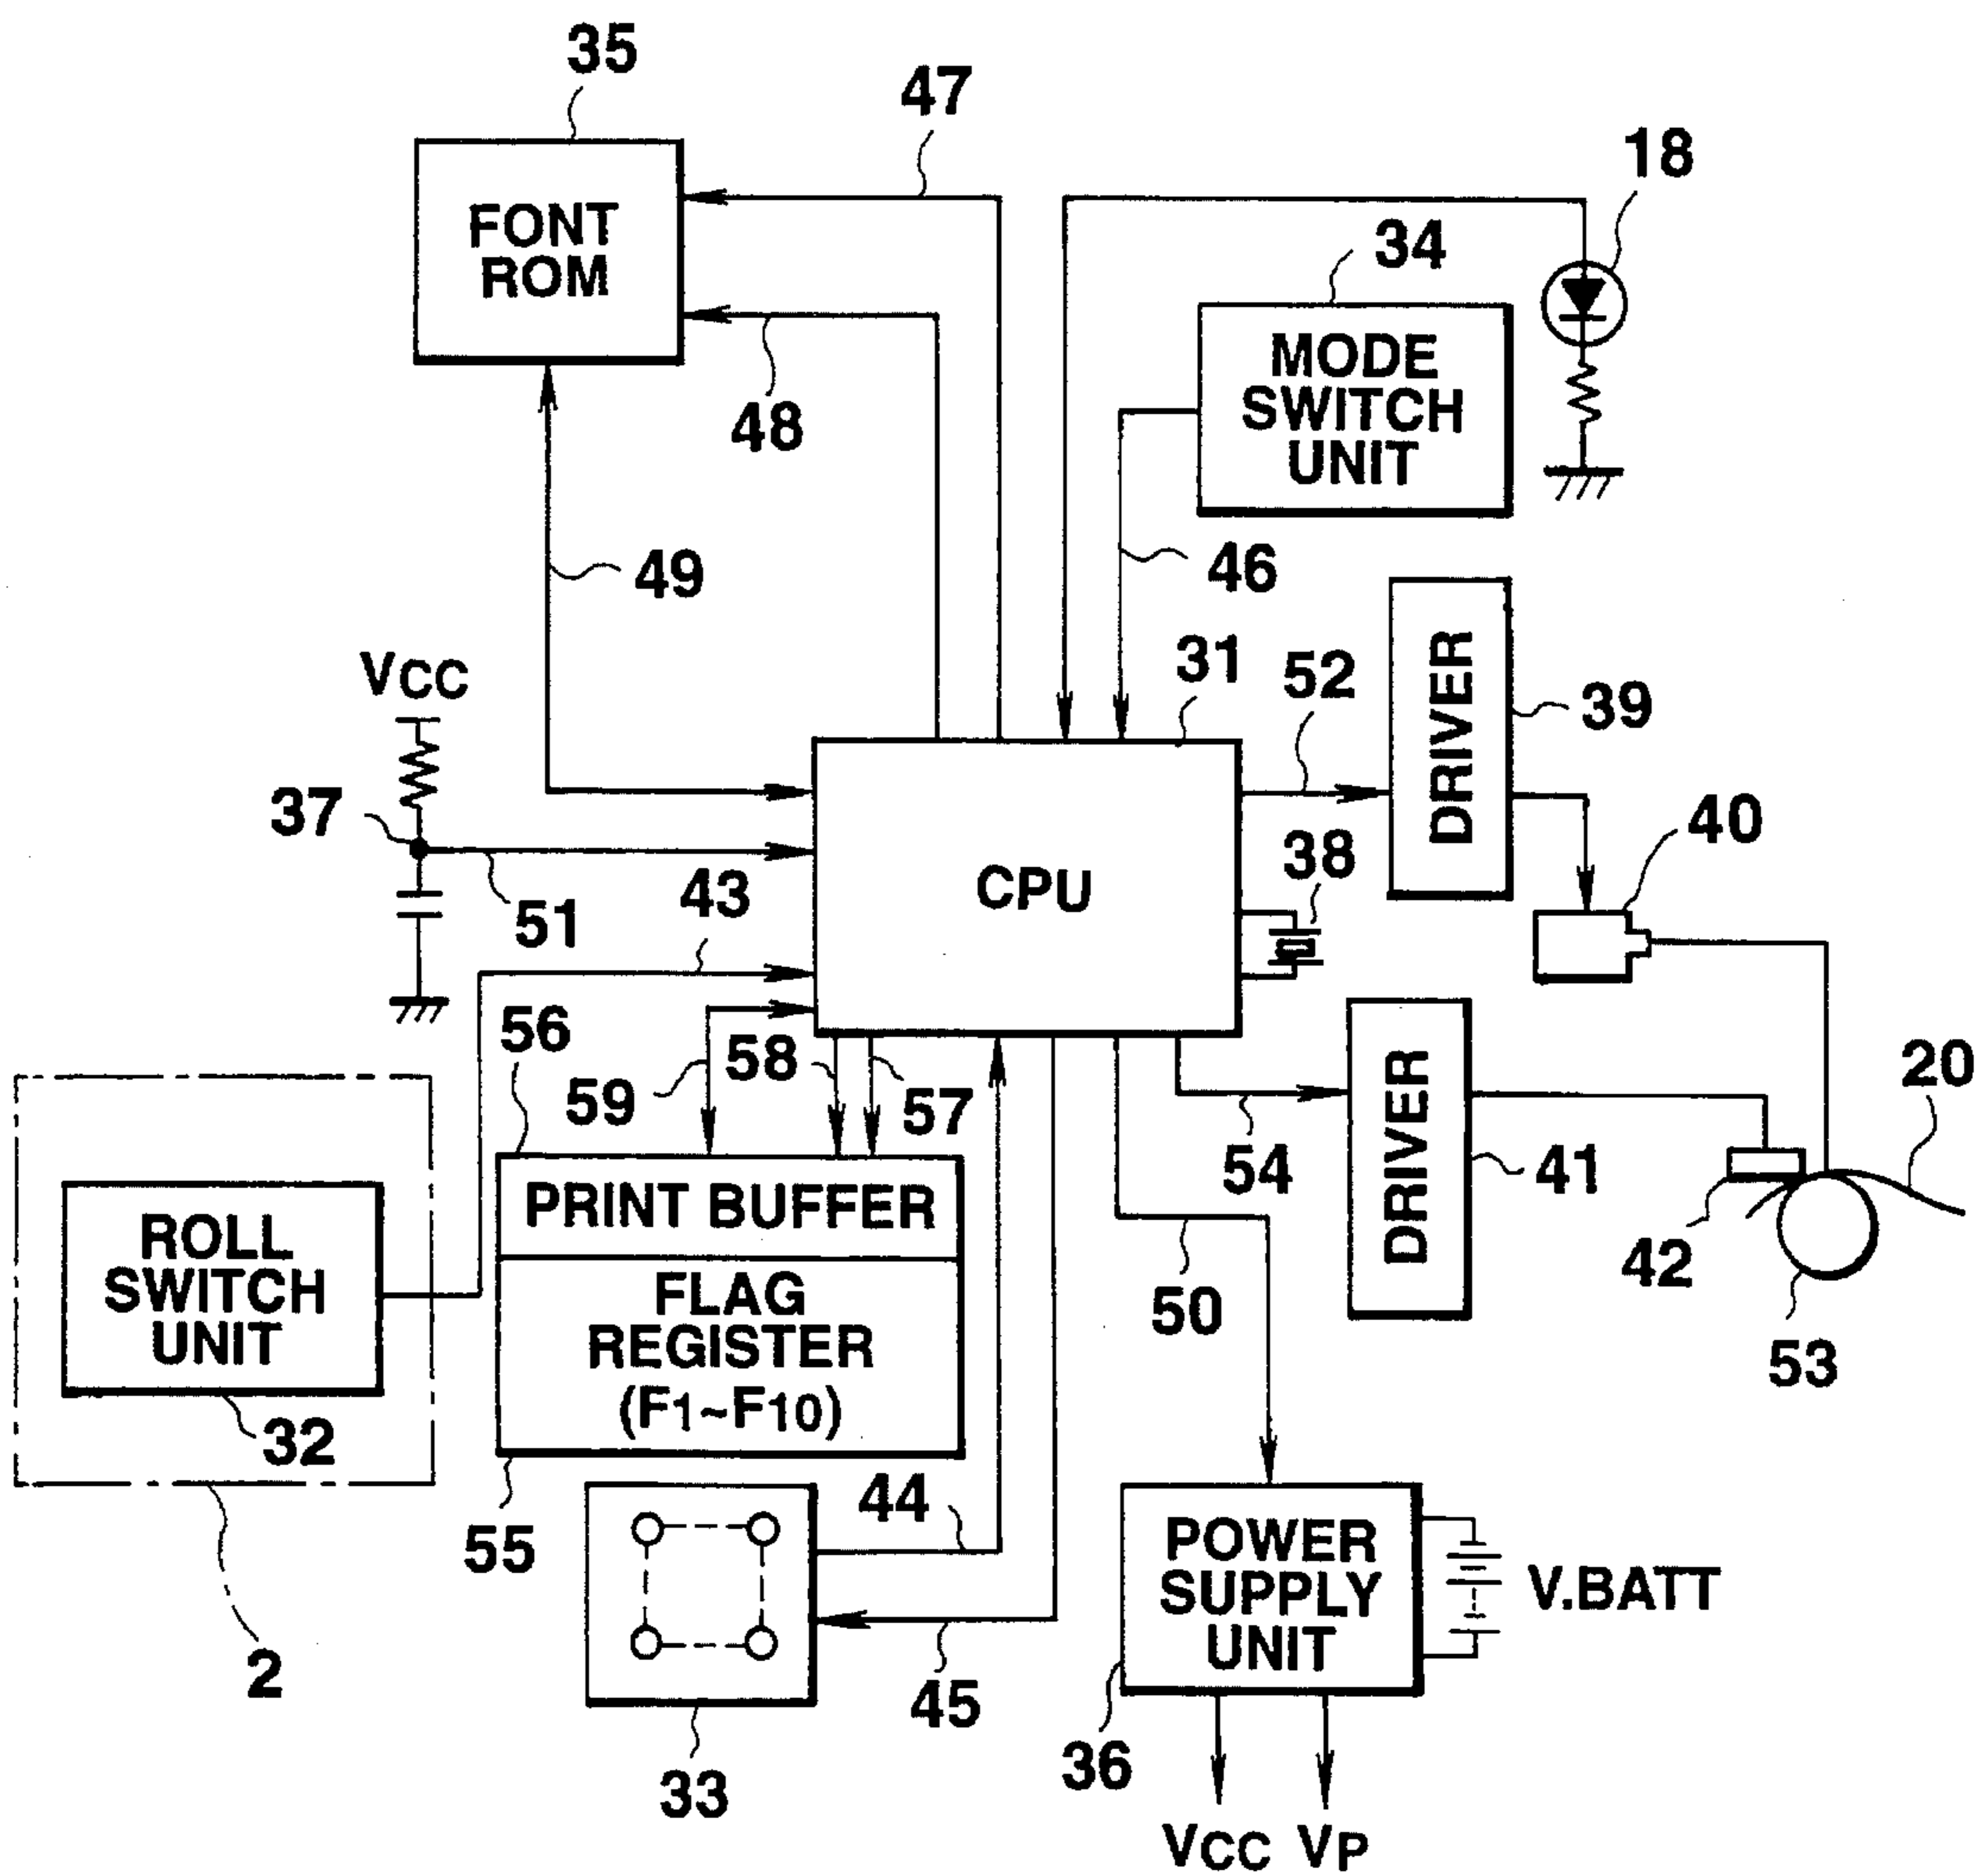 35
47
18
FONT
ROM
34
MODE
SWITCH
UNIT
48
46
49
VCC
31
52
39
DRIVER
37
40
CPU
38
43
51
56
58
59
57
20
54
DRIVER
41
PRINT BUFFER
42
ROLL
SWITCH
UNIT
FLAG
REGISTER
(F1~F10)
50
53
32
44
55
POWER
SUPPLY
UNIT
V.BATT
2
45
36
33
VCC VP